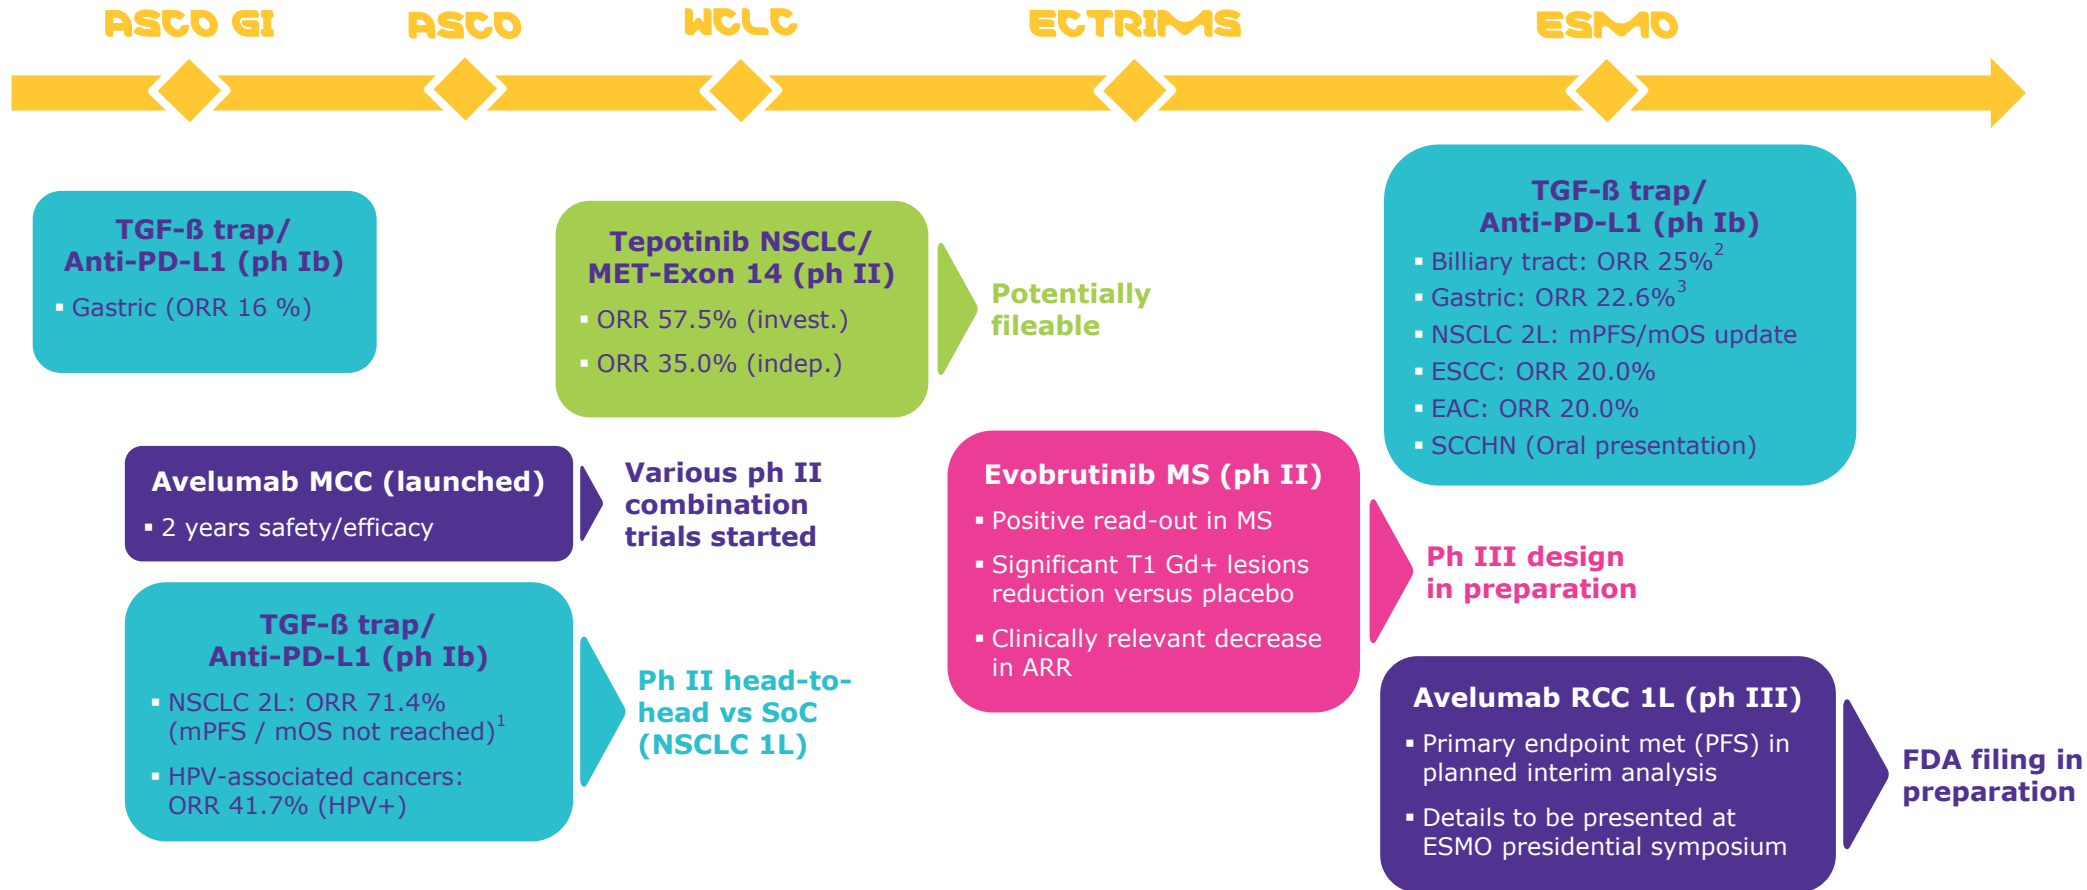 ASCO GI
ASCO
WCLC
ECTRIMS
ESMO
TGF-ß trap/
Anti-PD-L1 (ph Ib)
▪ Gastric (ORR 16 %)
Avelumab MCC (launched)
▪ 2 years safety/efficacy
Various ph II
combination
trials started
TGF-ß trap/
Anti-PD-L1 (ph Ib)
▪ NSCLC 2L: ORR 71.4%
(mPFS / mOS not reached)1
▪ HPV-associated cancers:
ORR 41.7% (HPV+)
Ph II head-to-
head vs SoC
(NSCLC 1L)
Tepotinib NSCLC/
MET-Exon 14 (ph II)
▪ ORR 57.5% (invest.)
▪ ORR 35.0% (indep.)
Potentially
fileable
Evobrutinib MS (ph II)
▪ Positive read-out in MS
▪ Significant T1 Gd+ lesions
reduction versus placebo
▪ Clinically relevant decrease
in ARR
Ph III design
in preparation
TGF-ß trap/
Anti-PD-L1 (ph Ib)
▪ Billiary tract: ORR 25%2
▪ Gastric: ORR 22.6%3
▪ NSCLC 2L: mPFS/mOS update
▪ ESCC: ORR 20.0%
▪ EAC: ORR 20.0%
▪ SCCHN (Oral presentation)
Avelumab RCC 1L (ph III)
▪ Primary endpoint met (PFS) in
planned interim analysis
▪ Details to be presented at
ESMO presidential symposium
FDA filing in
preparation